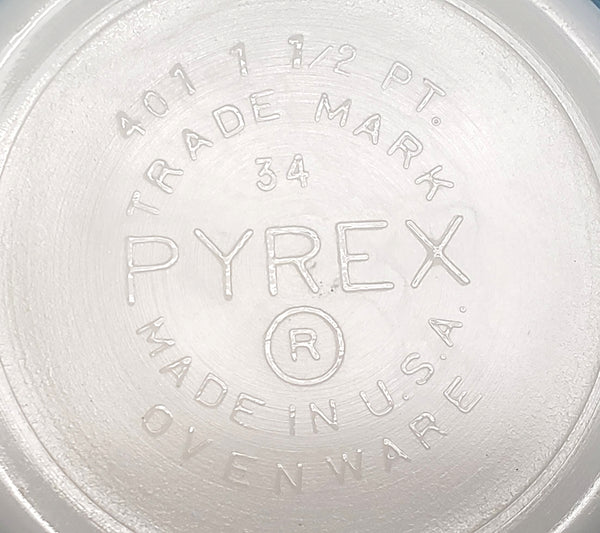 401 1 1/2 PT.
TRADE MARK
34
PYREX
®
MADE IN U.S.A.
OVENWARE